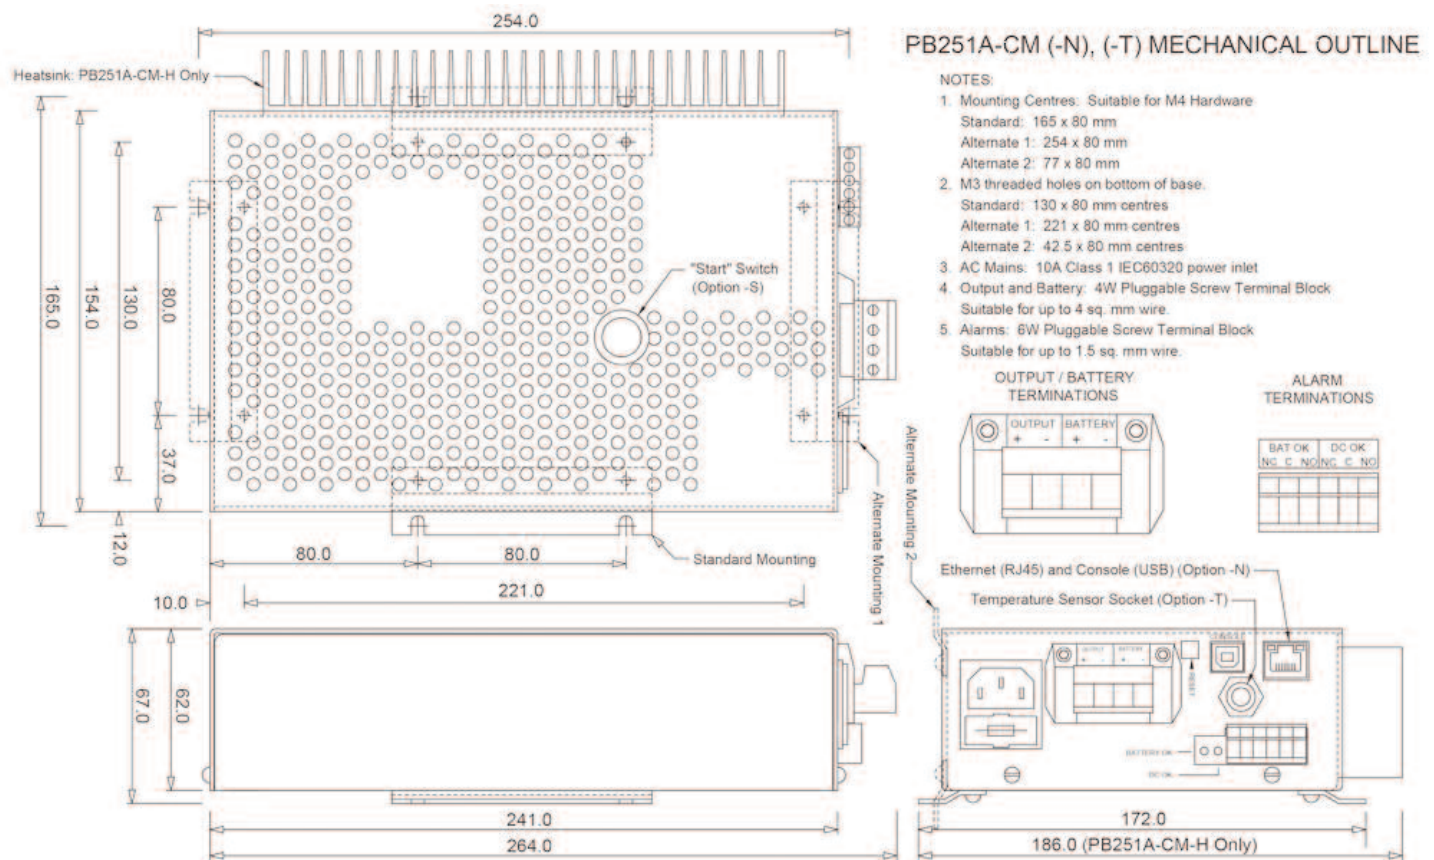 254.0
PB251A-CM (-N), (-T) MECHANICAL OUTLINE
Heatsink: PB251A-CM-H Only
NOTES:
1. Mounting Centres: Suitable for M4 Hardware
Standard: 165 x 80 mm
Alternate 1: 254 x 80 mm
Alternate 2: 77 x 80 mm
2. M3 threaded holes on bottom of base.
Standard: 130 x 80 mm centres
Alternate 1: 221 x 80 mm centres
Alternate 2: 42.5 x 80 mm centres
3. AC Mains: 10A Class 1 IEC60320 power inlet
4. Output and Battery: 4W Pluggable Screw Terminal Block
Suitable for up to 4 sq. mm wire.
5. Alarms: 6W Pluggable Screw Terminal Block
Suitable for up to 1.5 sq. mm wire.
"Start" Switch
(Option -S)
165.0
154.0
130.0
80.0
37.0
12.0
OUTPUT / BATTERY
TERMINATIONS
OUTPUT BATTERY
+ - + -
ALARM
TERMINATIONS
BAT OK DC OK
NC C NO NC C NO
Alternate Mounting 1
Alternate Mounting 2
80.0
80.0
Standard Mounting
221.0
10.0
Ethernet (RJ45) and Console (USB) (Option -N)
Temperature Sensor Socket (Option -T)
67.0
62.0
OUTPUT BATTERY
+ - + -
RESET
CONSOLE
BATTERY OK
DC OK
241.0
264.0
172.0
186.0 (PB251A-CM-H Only)